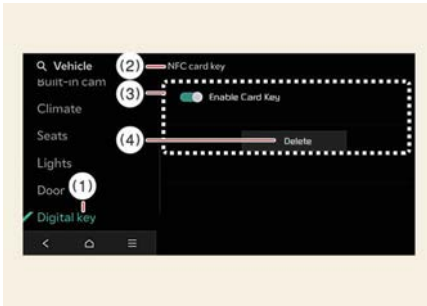 Vehicle
(2)
NFC card key
Built-in cam
(3)
Enable Card Key
Climate
Seats
(4)
Delete
Lights
Door
(1)
Digital key